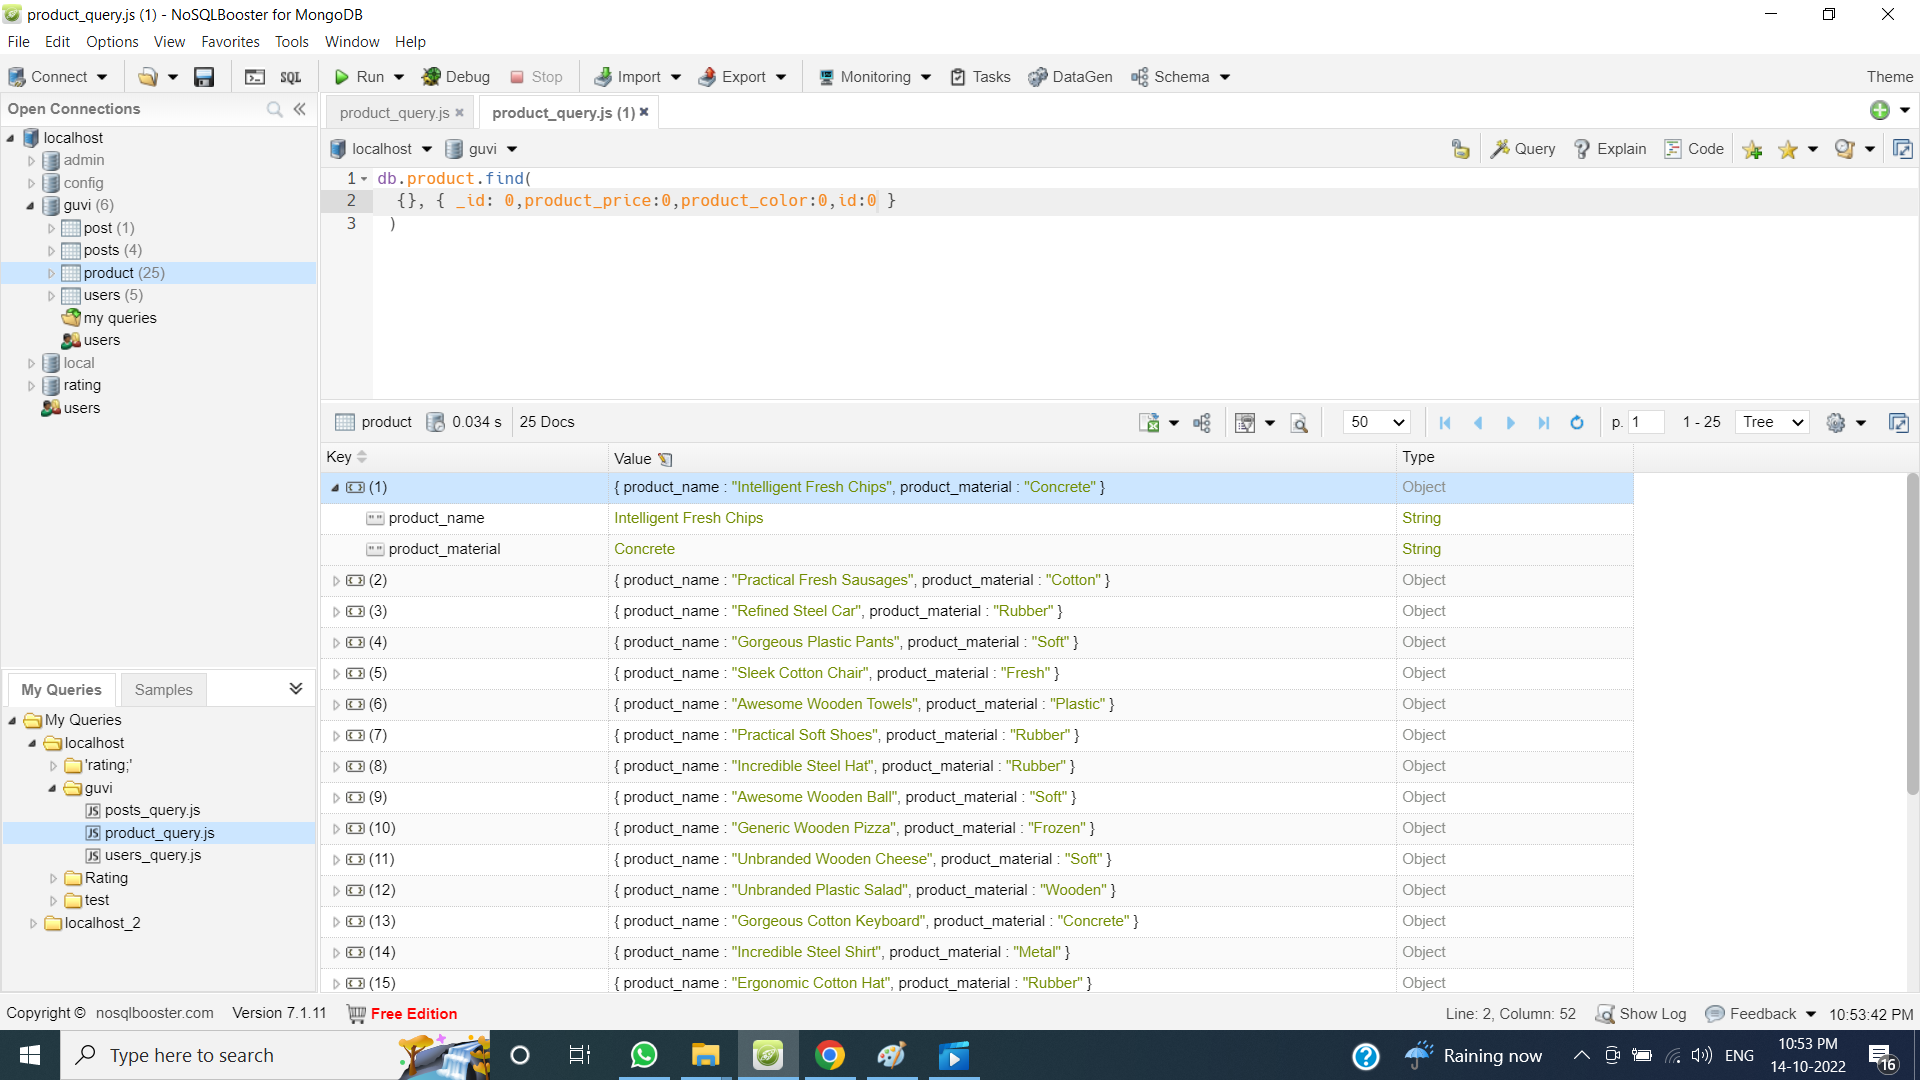 product_query.js (1) - NoSQLBooster for MongoDB
File Edit Options View Favorites Tools Window Help
Connect SQL Run Debug Stop Import Export Monitoring Tasks DataGen Schema Theme
Open Connections
localhost
admin
config
guvi (6)
post (1)
posts (4)
product (25)
users (5)
my queries
users
local
rating
users
My Queries Samples
My Queries
localhost
'rating;'
guvi
posts_query.js
product_query.js
users_query.js
Rating
test
localhost_2
product_query.js product_query.js (1)
localhost guvi Query Explain Code
1 db.product.find(
2 {}, { _id: 0,product_price:0,product_color:0,id:0 }
3 )
product 0.034 s 25 Docs 50 p. 1 1 - 25 Tree
Key Value Type
(1) { product_name : "Intelligent Fresh Chips", product_material : "Concrete" } Object
product_name Intelligent Fresh Chips String
product_material Concrete String
(2) { product_name : "Practical Fresh Sausages", product_material : "Cotton" } Object
(3) { product_name : "Refined Steel Car", product_material : "Rubber" } Object
(4) { product_name : "Gorgeous Plastic Pants", product_material : "Soft" } Object
(5) { product_name : "Sleek Cotton Chair", product_material : "Fresh" } Object
(6) { product_name : "Awesome Wooden Towels", product_material : "Plastic" } Object
(7) { product_name : "Practical Soft Shoes", product_material : "Rubber" } Object
(8) { product_name : "Incredible Steel Hat", product_material : "Rubber" } Object
(9) { product_name : "Awesome Wooden Ball", product_material : "Soft" } Object
(10) { product_name : "Generic Wooden Pizza", product_material : "Frozen" } Object
(11) { product_name : "Unbranded Wooden Cheese", product_material : "Soft" } Object
(12) { product_name : "Unbranded Plastic Salad", product_material : "Wooden" } Object
(13) { product_name : "Gorgeous Cotton Keyboard", product_material : "Concrete" } Object
(14) { product_name : "Incredible Steel Shirt", product_material : "Metal" } Object
(15) { product_name : "Ergonomic Cotton Hat", product_material : "Rubber" } Object
Copyright © nosqlbooster.com Version 7.1.11 Free Edition Line: 2, Column: 52 Show Log Feedback 10:53:42 PM
Type here to search Raining now ENG 10:53 PM
14-10-2022 16